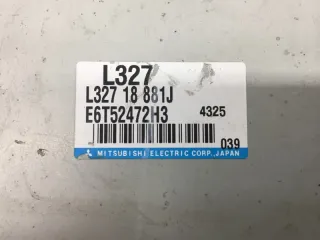 L327
L327 18 881J
E6T52472H3 4325
039
MITSUBISHI ELECTRIC CORP., JAPAN